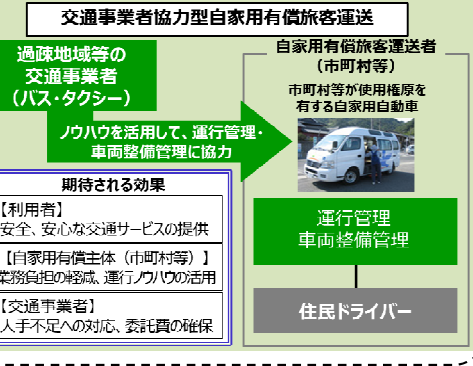 交通事業者協力型自家用有償旅客運送
過疎地域等の
交通事業者
（バス・タクシー）
ノウハウを活用して、運行管理・
車両整備管理に協力
自家用有償旅客運送者
（市町村等）
市町村等が使用権原を
有する自家用自動車
運行管理
車両整備管理
住民ドライバー
期待される効果
【利用者】
安全、安心な交通サービスの提供
【自家用有償主体（市町村等）】
業務負担の軽減、運行ノウハウの活用
【交通事業者】
人手不足への対応、委託費の確保